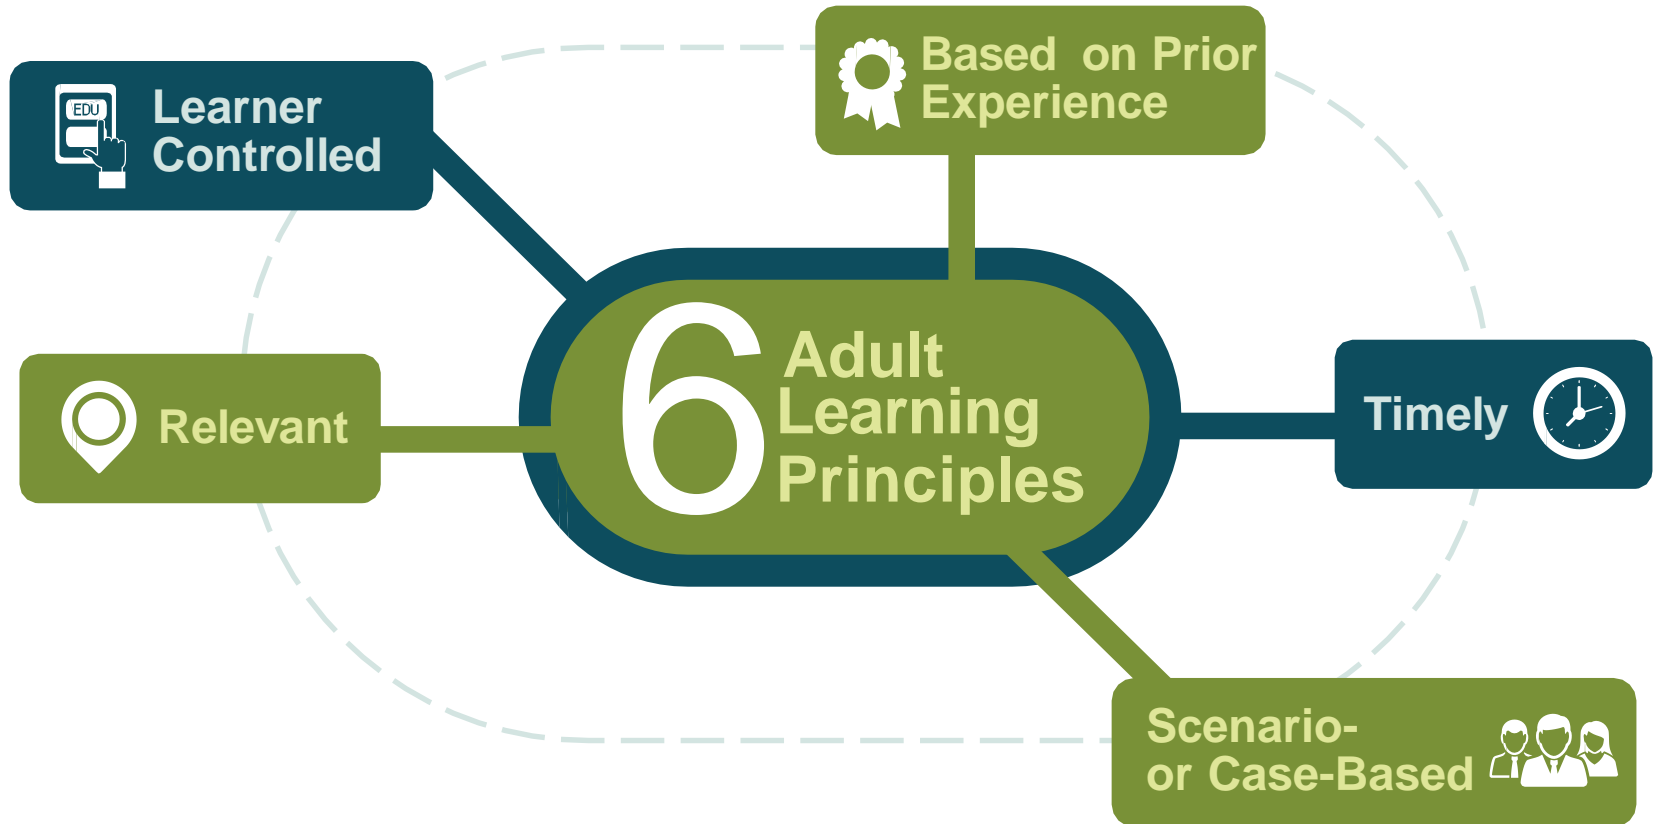 Based on Prior
Experience
Learner
Controlled
EDU
6
Adult
Learning
Principles
Relevant
Timely
Scenario-
or Case-Based